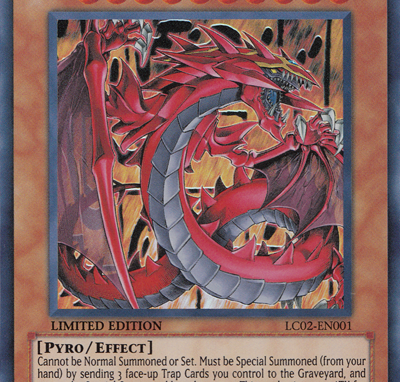 LIMITED EDITION LC02-EN001
[PYRO/EFFECT]
Cannot be Normal Summoned or Set. Must be Special Summoned (from your
hand) by sending 3 face-up Trap Cards you control to the Graveyard, and